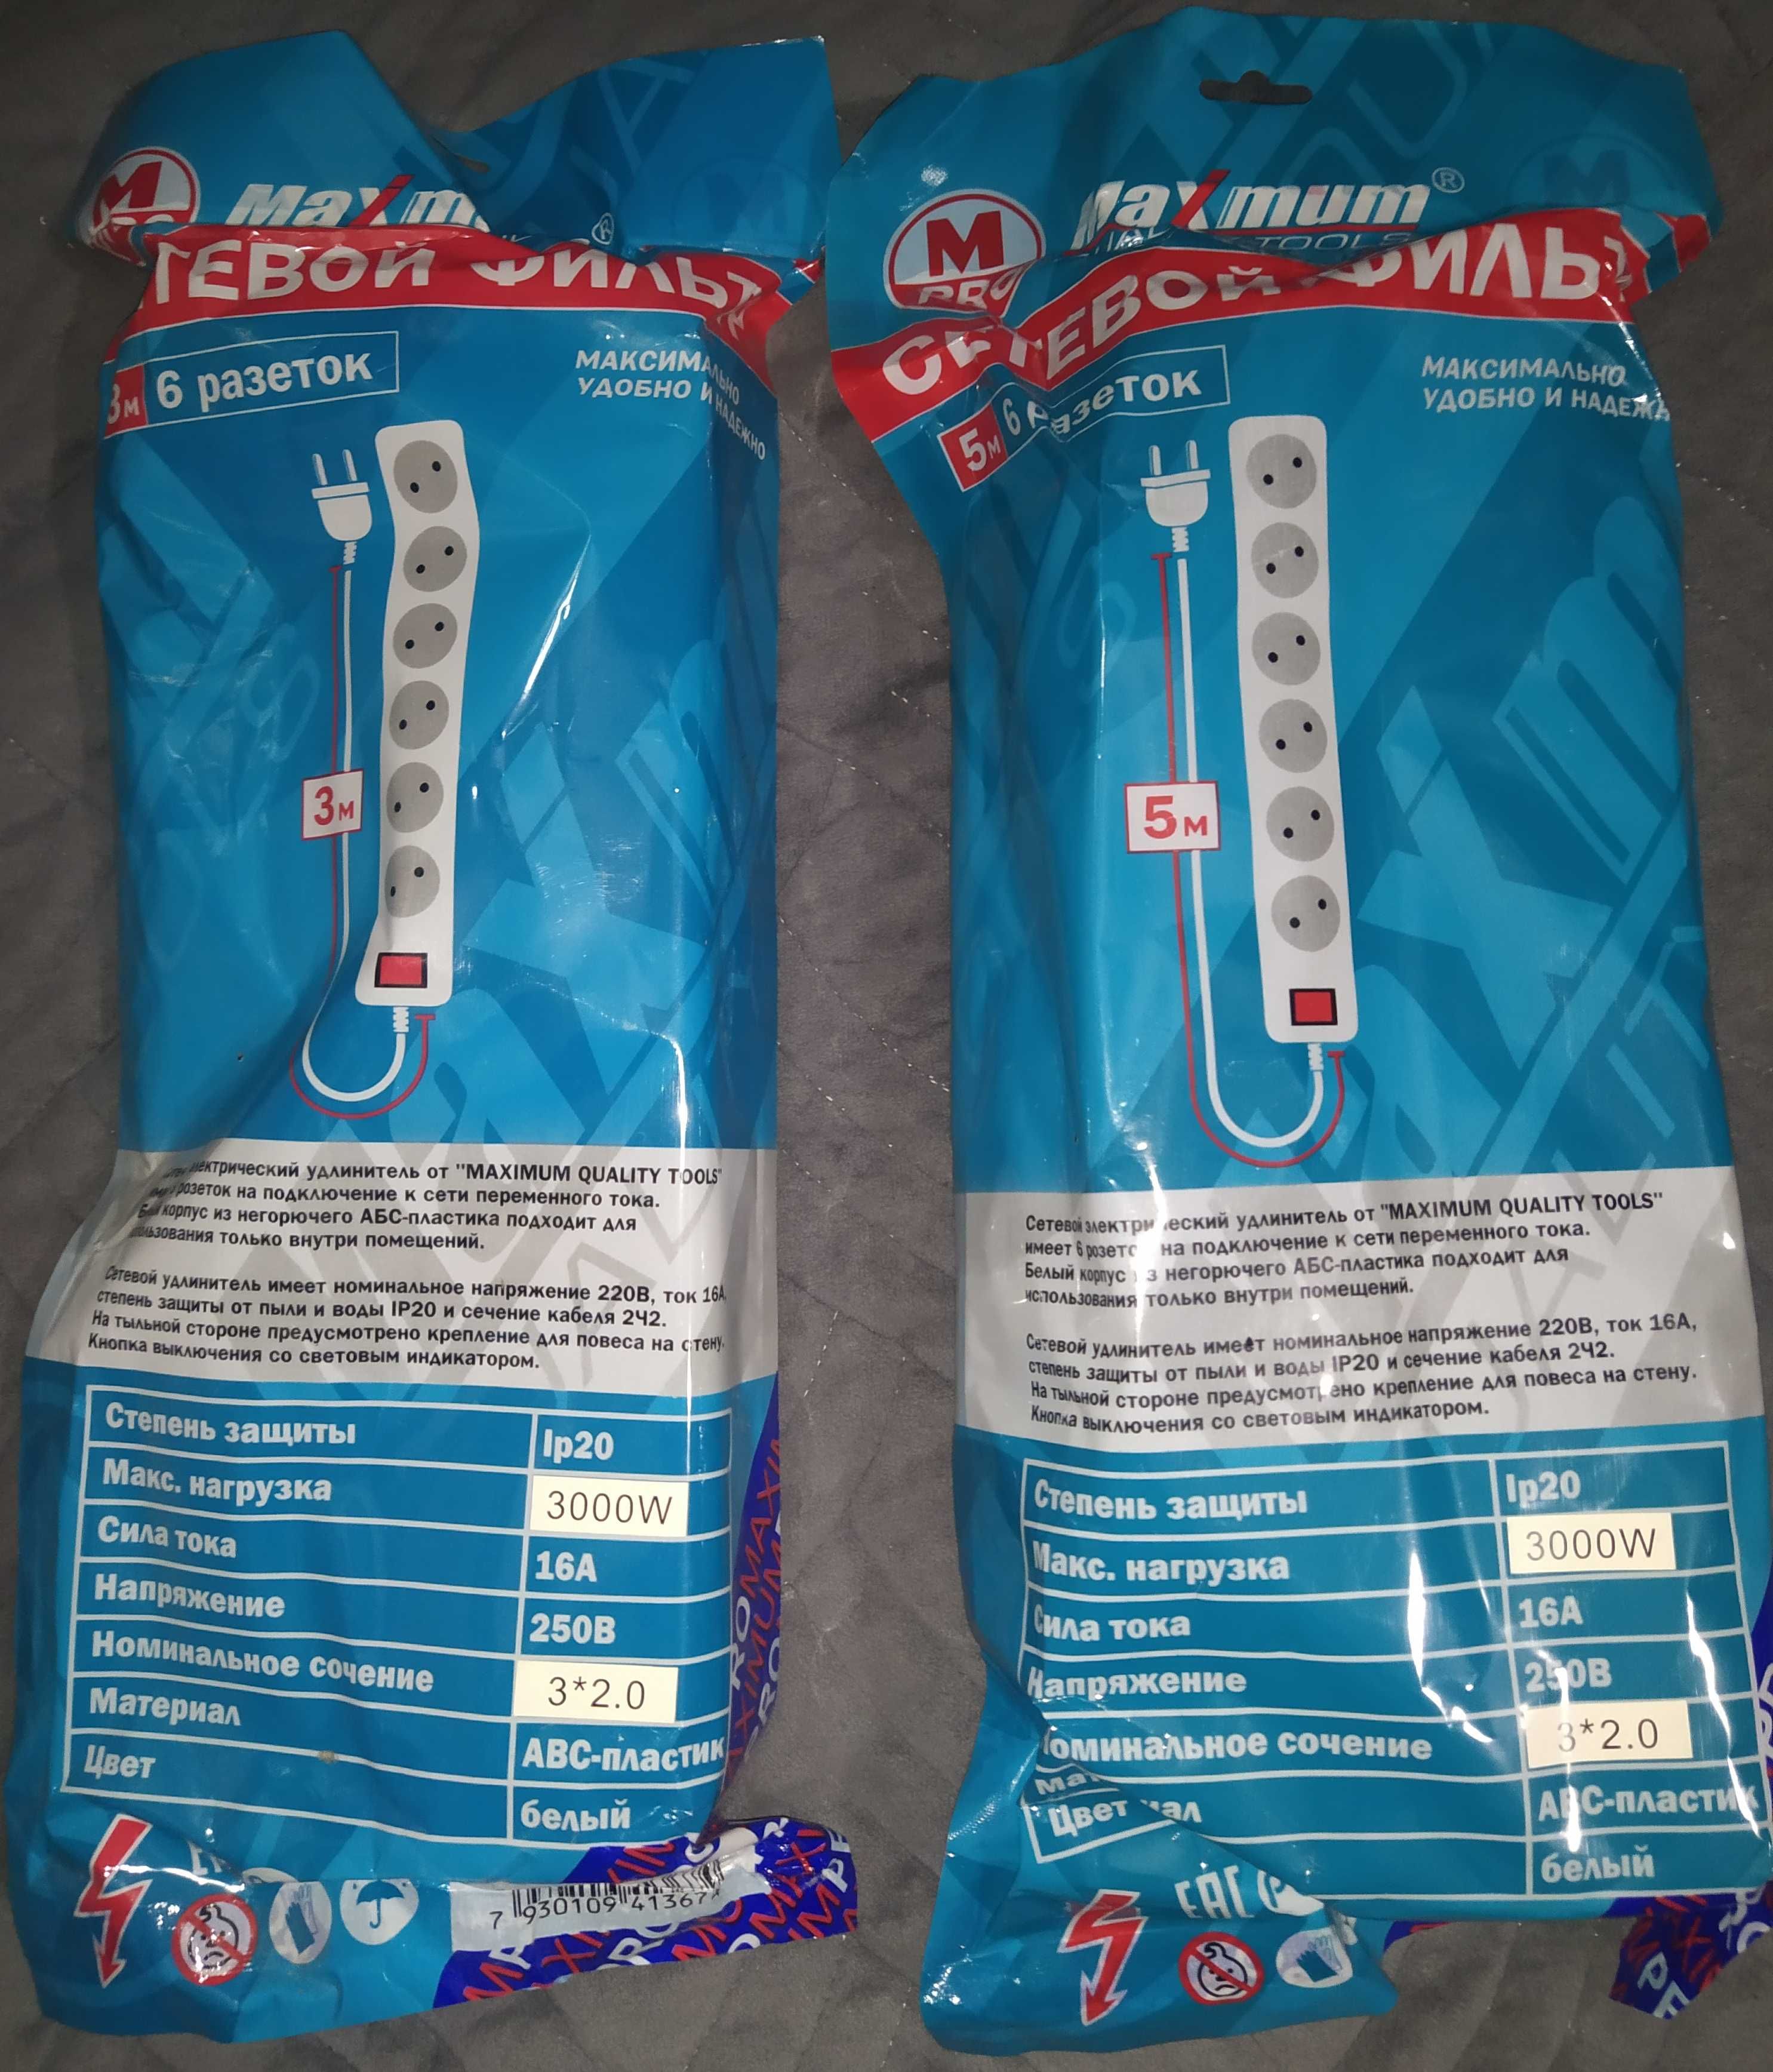 M
Maxim
®
ТЕВОЙ ФИЛЬТ
3м 6 разеток
МАКСИМАЛЬНО
УДОБНО И НАДЕЖНО
3м
электрический удлинитель от "MAXIMUM QUALITY TOOLS"
розеток на подключение к сети переменного тока.
корпус из негорючего АБС-пластика подходит для
только внутри помещений.
Сетевой удлинитель имеет номинальное напряжение 220В, ток 16А,
степень защиты от пыли и воды IP20 и сечение кабеля 2Ч2.
На тыльной стороне предусмотрено крепление для повеса на стену.
Кнопка выключения со световым индикатором.
Степень защиты Ip20
Макс. нагрузка 3000W
Сила тока 16А
Напряжение 250В
Номинальное сочение 3*2.0
Материал АВС-пластик
Цвет белый
7 930109 41367
M
PRO
Maximum®
TOOLS
СЕТЕВОЙ ФИЛЬТ
5м 6 разеток
МАКСИМАЛЬНО
УДОБНО И НАДЕЖН
5м
Сетевой электрический удлинитель от "MAXIMUM QUALITY TOOLS"
имеет 6 розеток на подключение к сети переменного тока.
Белый корпус из негорючего АБС-пластика подходит для
использования только внутри помещений.
Сетевой удлинитель имеет номинальное напряжение 220В, ток 16А,
степень защиты от пыли и воды IP20 и сечение кабеля 2Ч2.
На тыльной стороне предусмотрено крепление для повеса на стену.
Кнопка выключения со световым индикатором.
Степень защиты Ip20
Макс. нагрузка 3000W
Сила тока 16А
Напряжение 250В
Номинальное сочение 3*2.0
АВС-пластик
Цвет белый
EAC